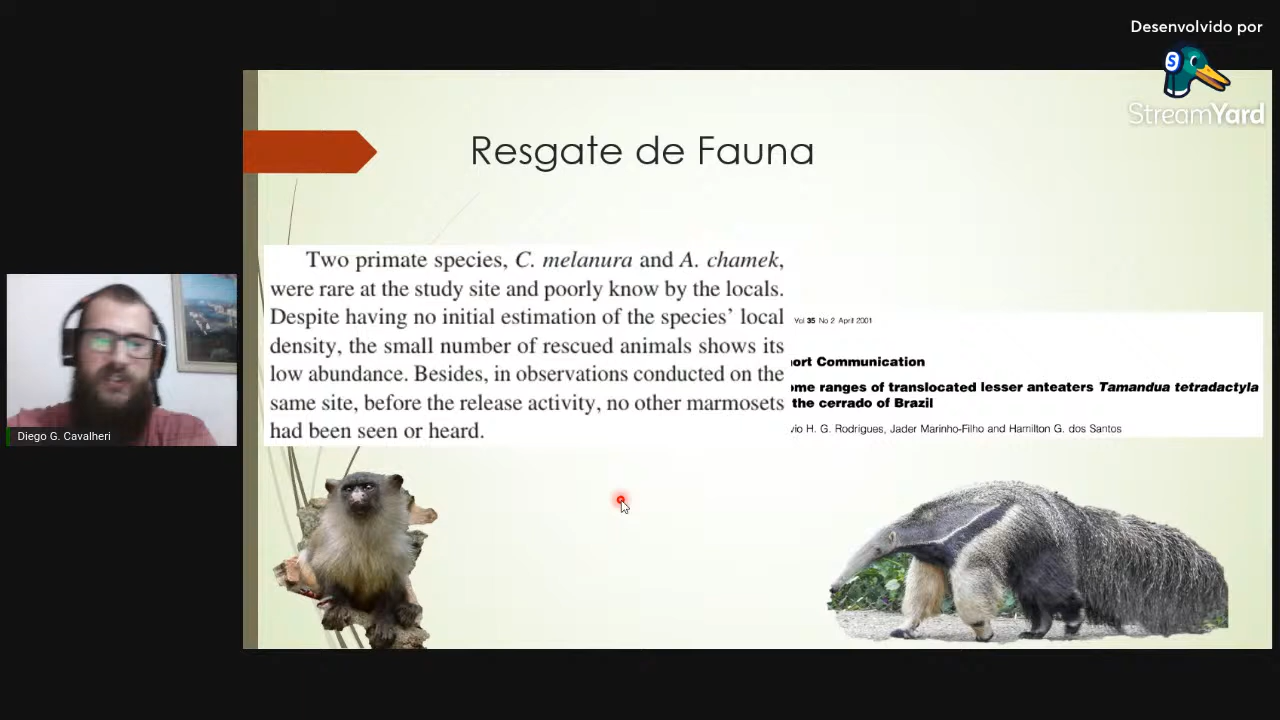 Desenvolvido por
StreamYard
Resgate de Fauna
Two primate species, C. melanura and A. chamek,
were rare at the study site and poorly know by the locals.
Despite having no initial estimation of the species’ local
density, the small number of rescued animals shows its
low abundance. Besides, in observations conducted on the
same site, before the release activity, no other marmosets
had been seen or heard.
Vol 35 No 2 April 2001
ort Communication
ome ranges of translocated lesser anteaters Tamandua tetradactyla
the cerrado of Brazil
vio H. G. Rodrigues, Jader Marinho-Filho and Hamilton G. dos Santos
Diego G. Cavalheri